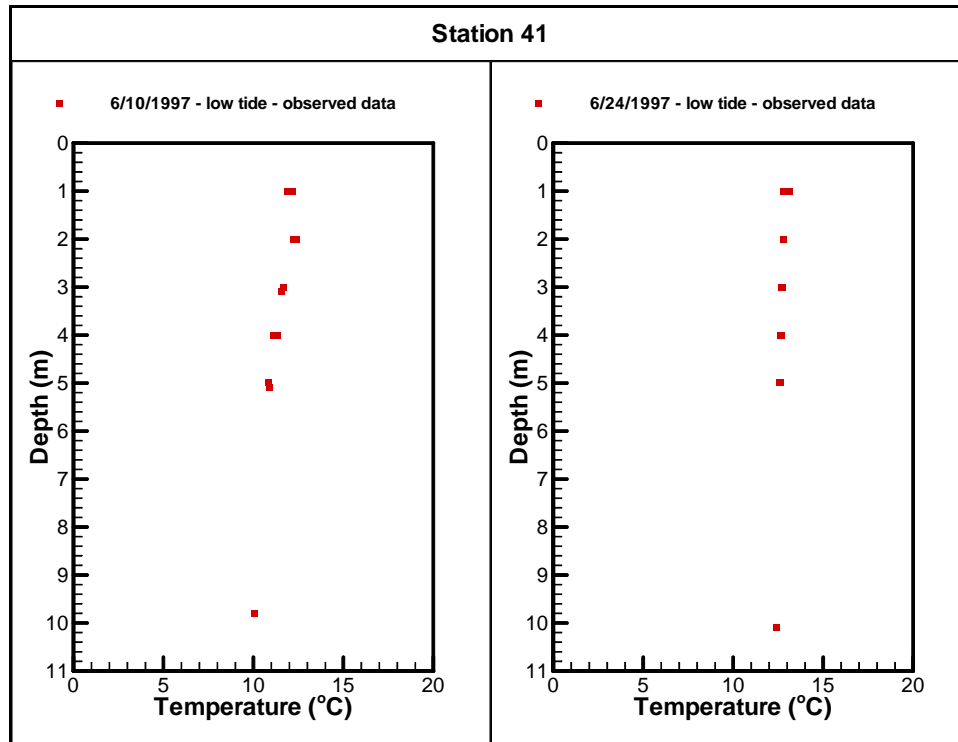 Station 41
6/10/1997 - low tide - observed data
0
1
2
3
4
5
6
7
8
9
10
11
Depth (m)
0 5 10 15 20
Temperature (°C)
6/24/1997 - low tide - observed data
0
1
2
3
4
5
6
7
8
9
10
11
Depth (m)
0 5 10 15 20
Temperature (°C)